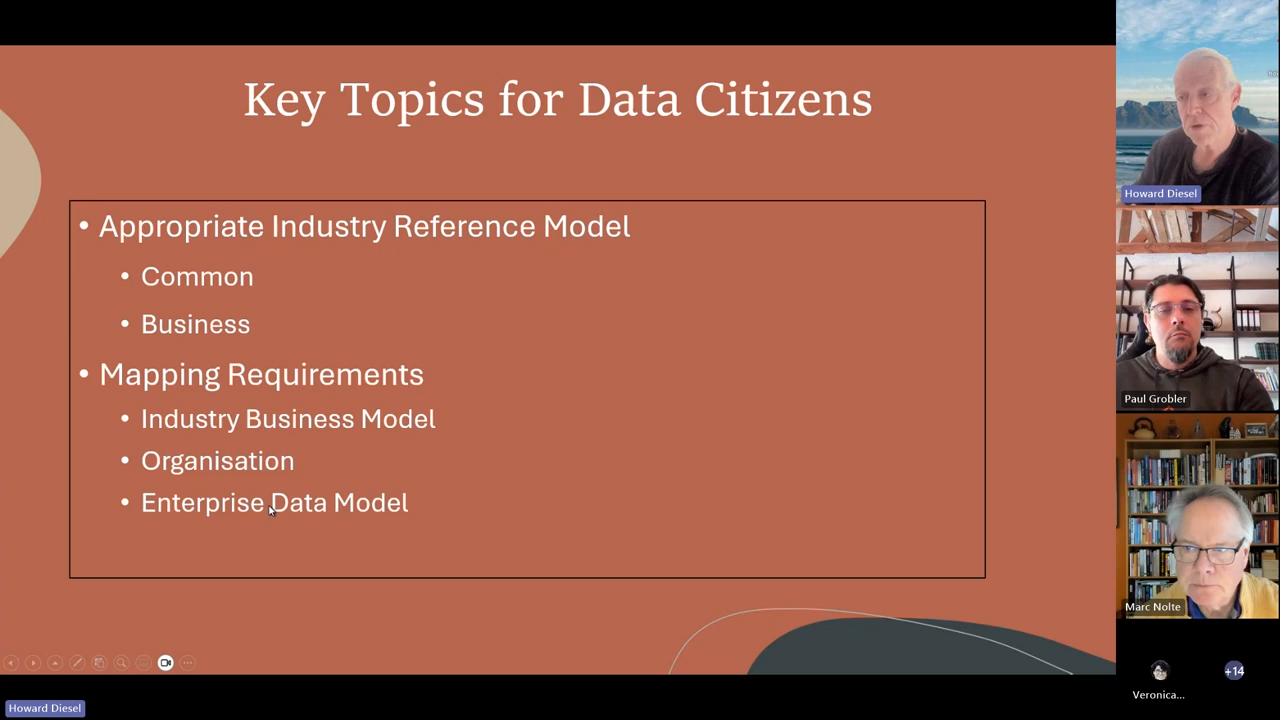 Key Topics for Data Citizens
• Appropriate Industry Reference Model
• Common
• Business
• Mapping Requirements
• Industry Business Model
• Organisation
• Enterprise Data Model
Howard Diesel
Howard Diesel
Paul Grobler
Marc Nolte
Veronica...
+14